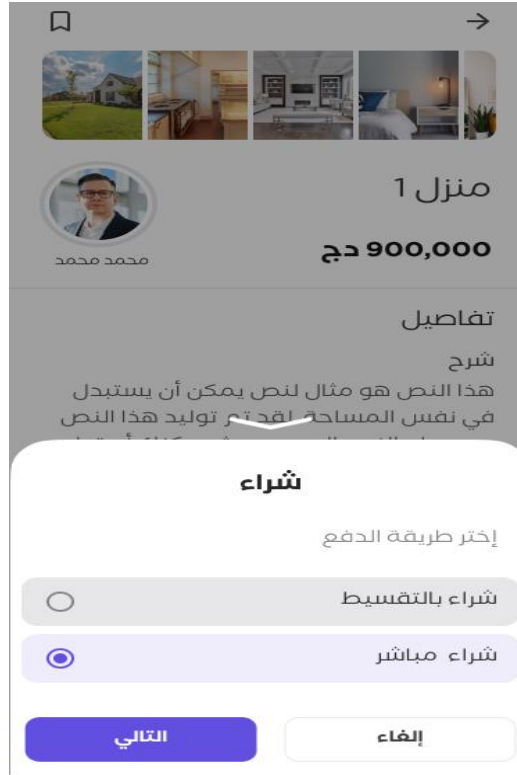 منزل 1
900,000 دج
محمد محمد
تفاصيل
شرح
هذا النص هو مثال لنص يمكن أن يستبدل
في نفس المساحة لقد تم توليد هذا النص
شراء
إختر طريقة الدفع
شراء بالتقسيط
شراء مباشر
إلغاء
التالي